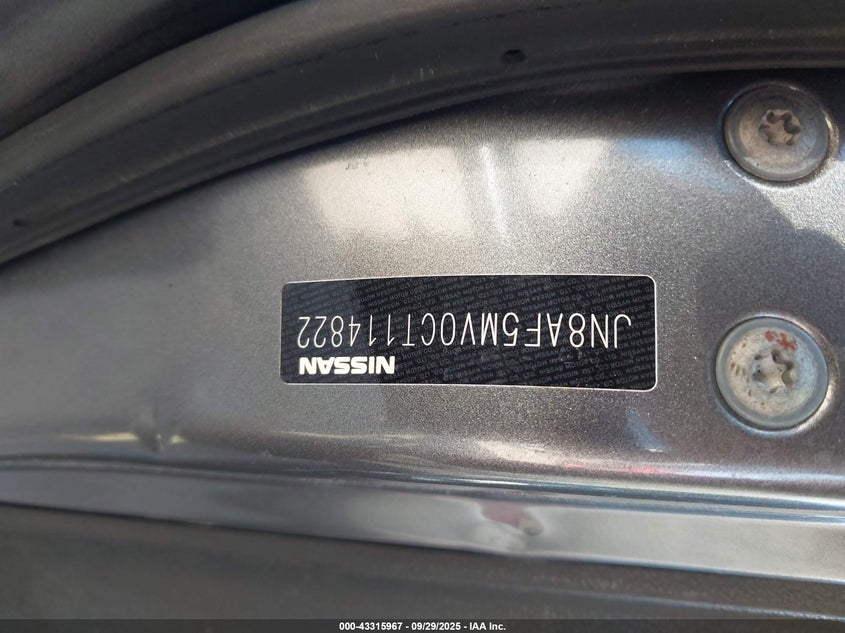 NISSAN
JN8AF5MV0CT114822
000-43315967 - 09/29/2025 - IAA Inc.